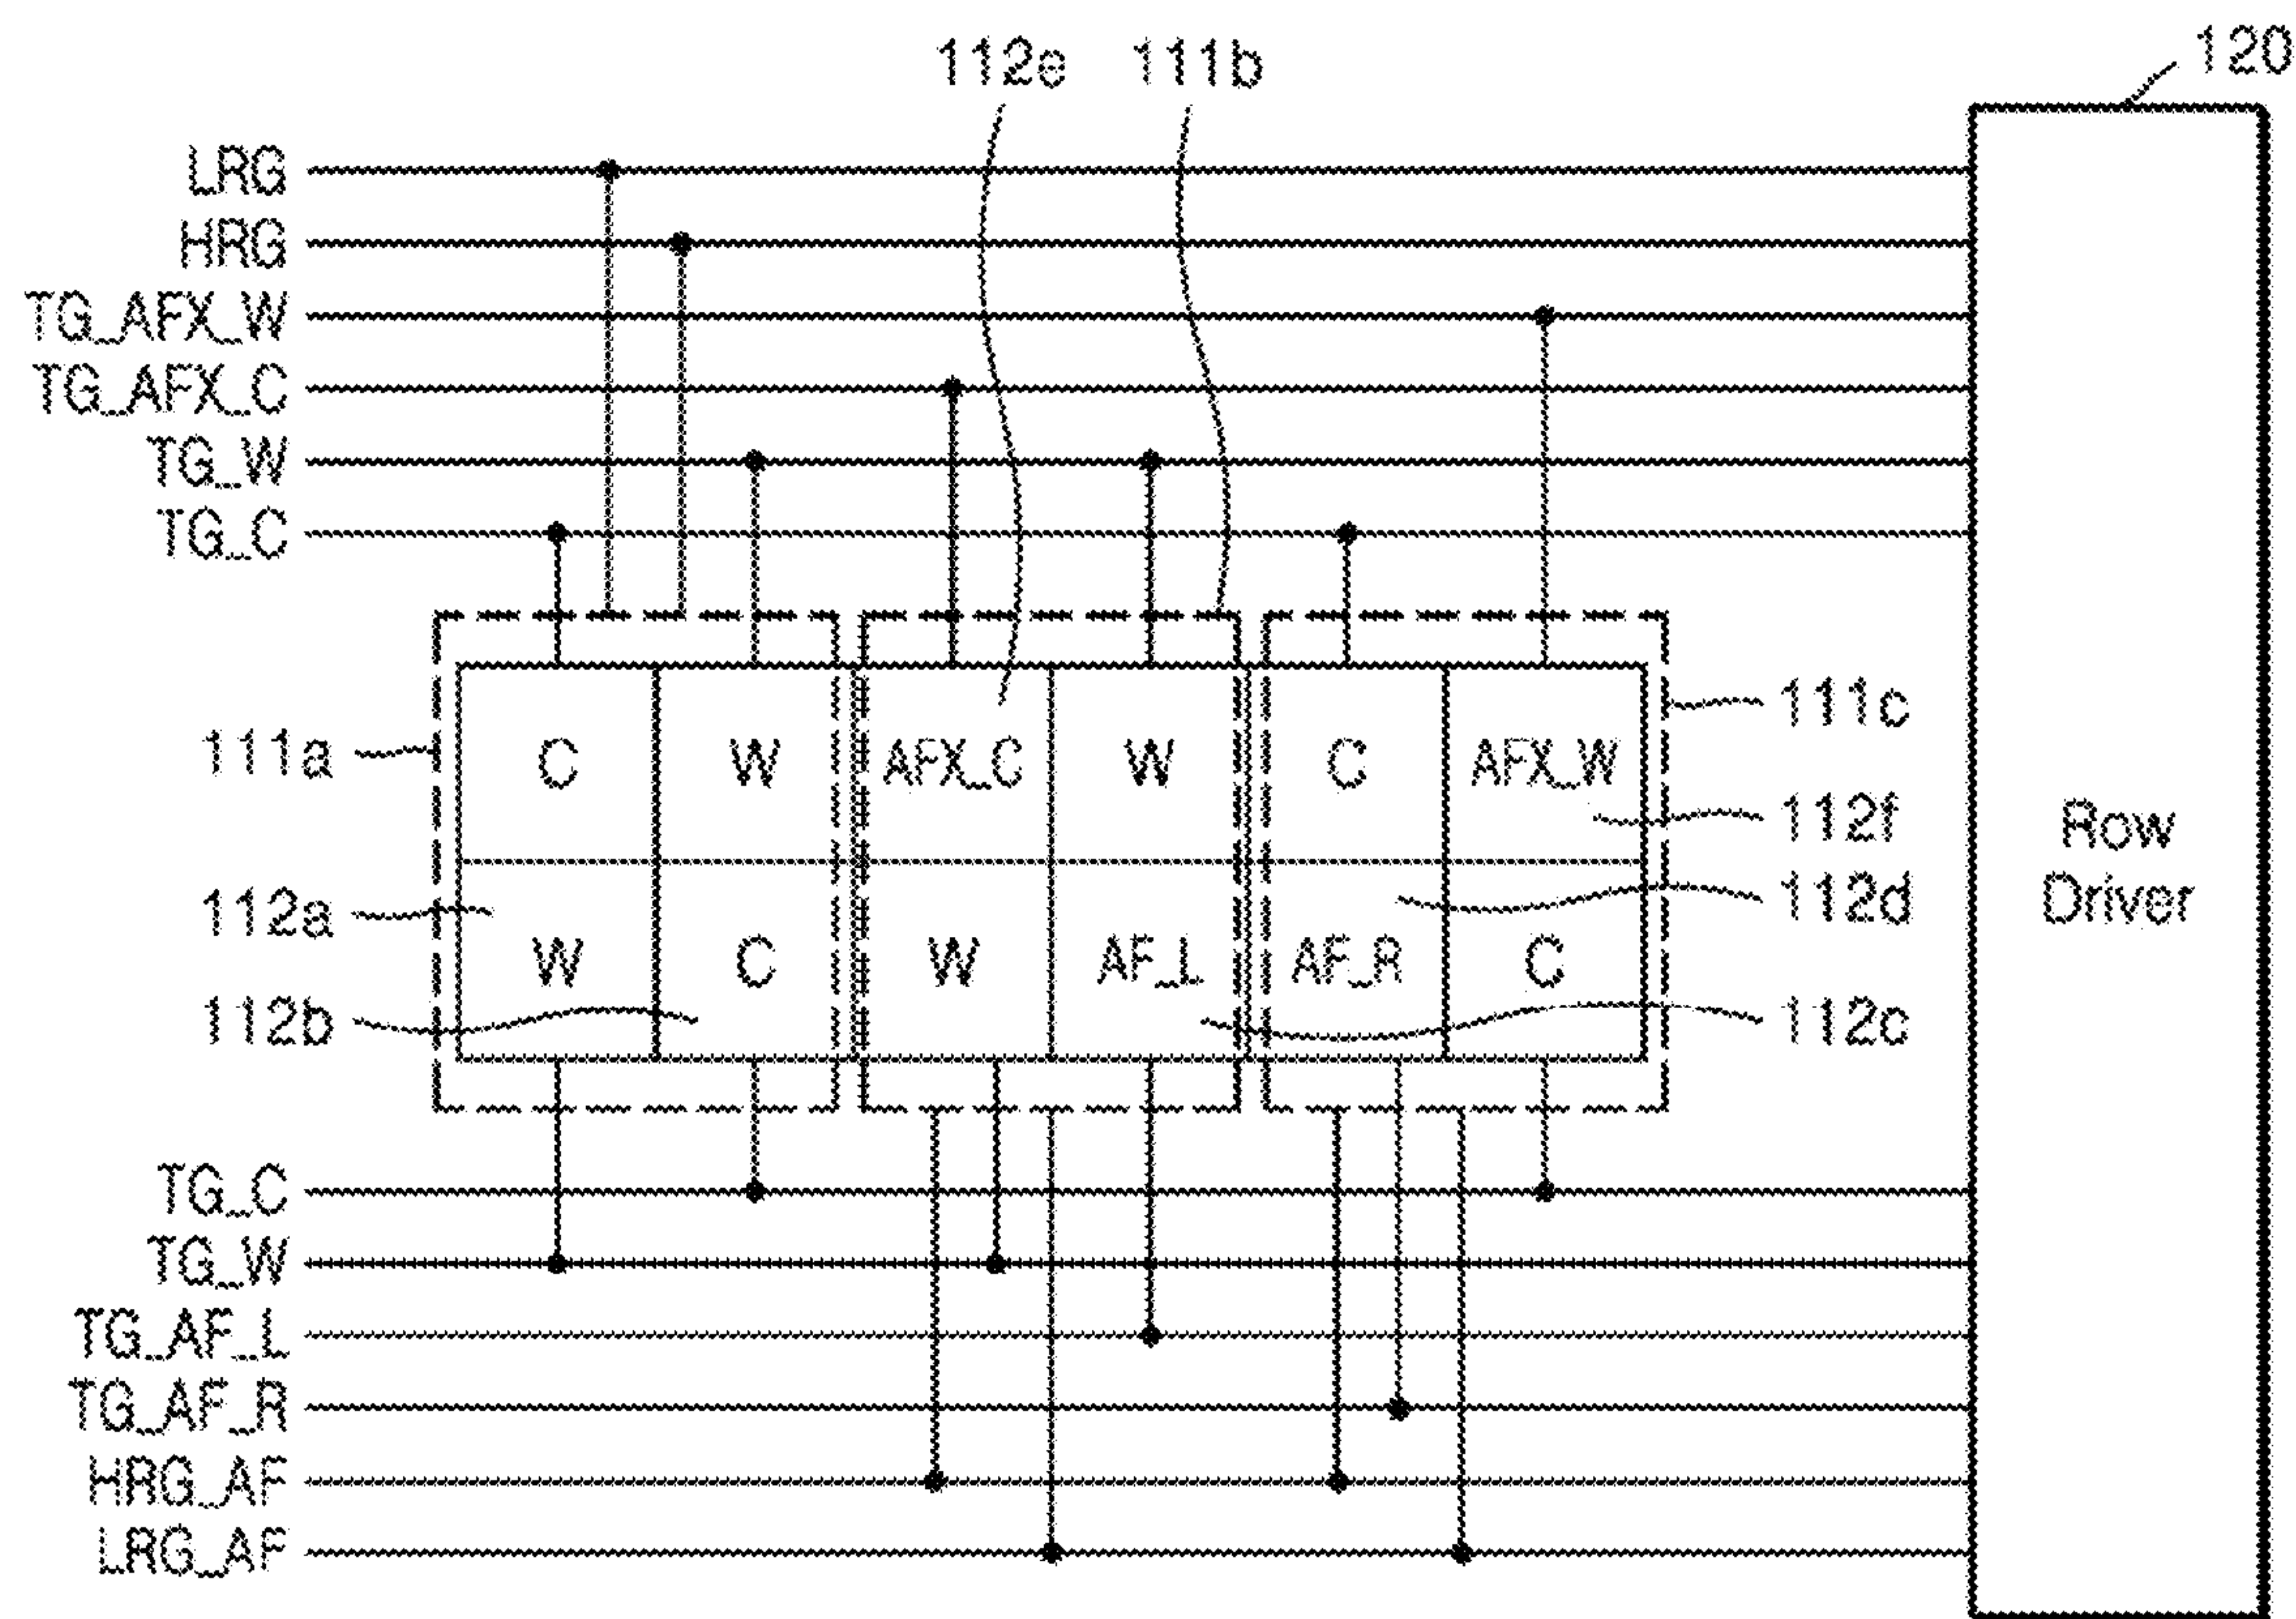 112e 111b 120
LRG
HRG
TG_AFX_W
TG_AFX_C
TG_W
TG_C
111a C W AFX_C W C AFX_W 111c
112f
Row
Driver
112a 112d
W C W AF_L AF_R C
112b 112c
TG_C
TG_W
TG_AF_L
TG_AF_R
HRG_AF
LRG_AF